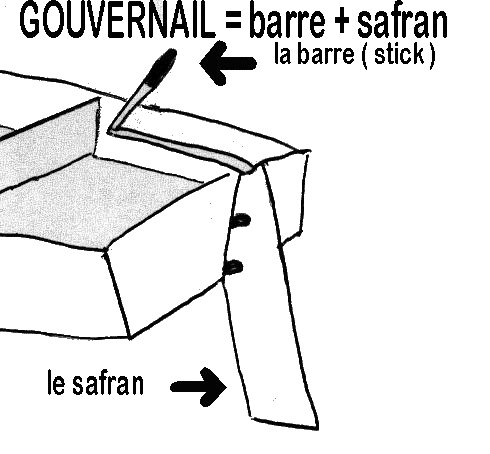 GOUVERNAIL = barre + safran
la barre ( stick )
le safran